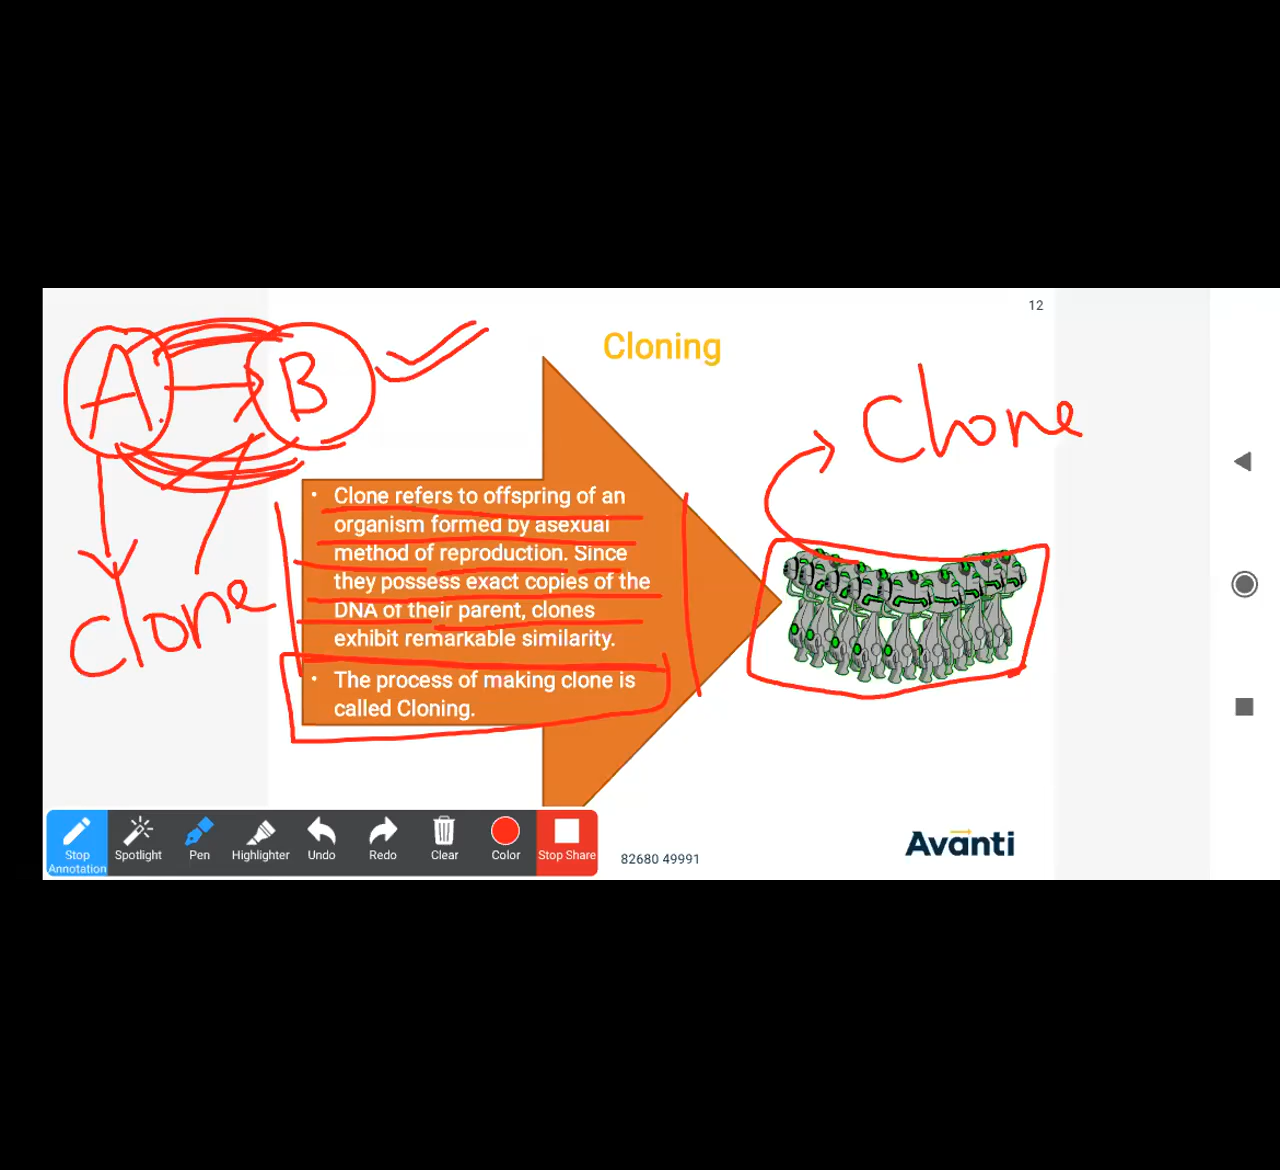 12
Cloning
A B
Clone
Clone
• Clone refers to offspring of an
organism formed by asexual
method of reproduction. Since
they possess exact copies of the
DNA of their parent, clones
exhibit remarkable similarity.
• The process of making clone is
called Cloning.
Stop Annotation
Spotlight
Pen
Highlighter
Undo
Redo
Clear
Color
Stop Share
82680 49991
Avanti